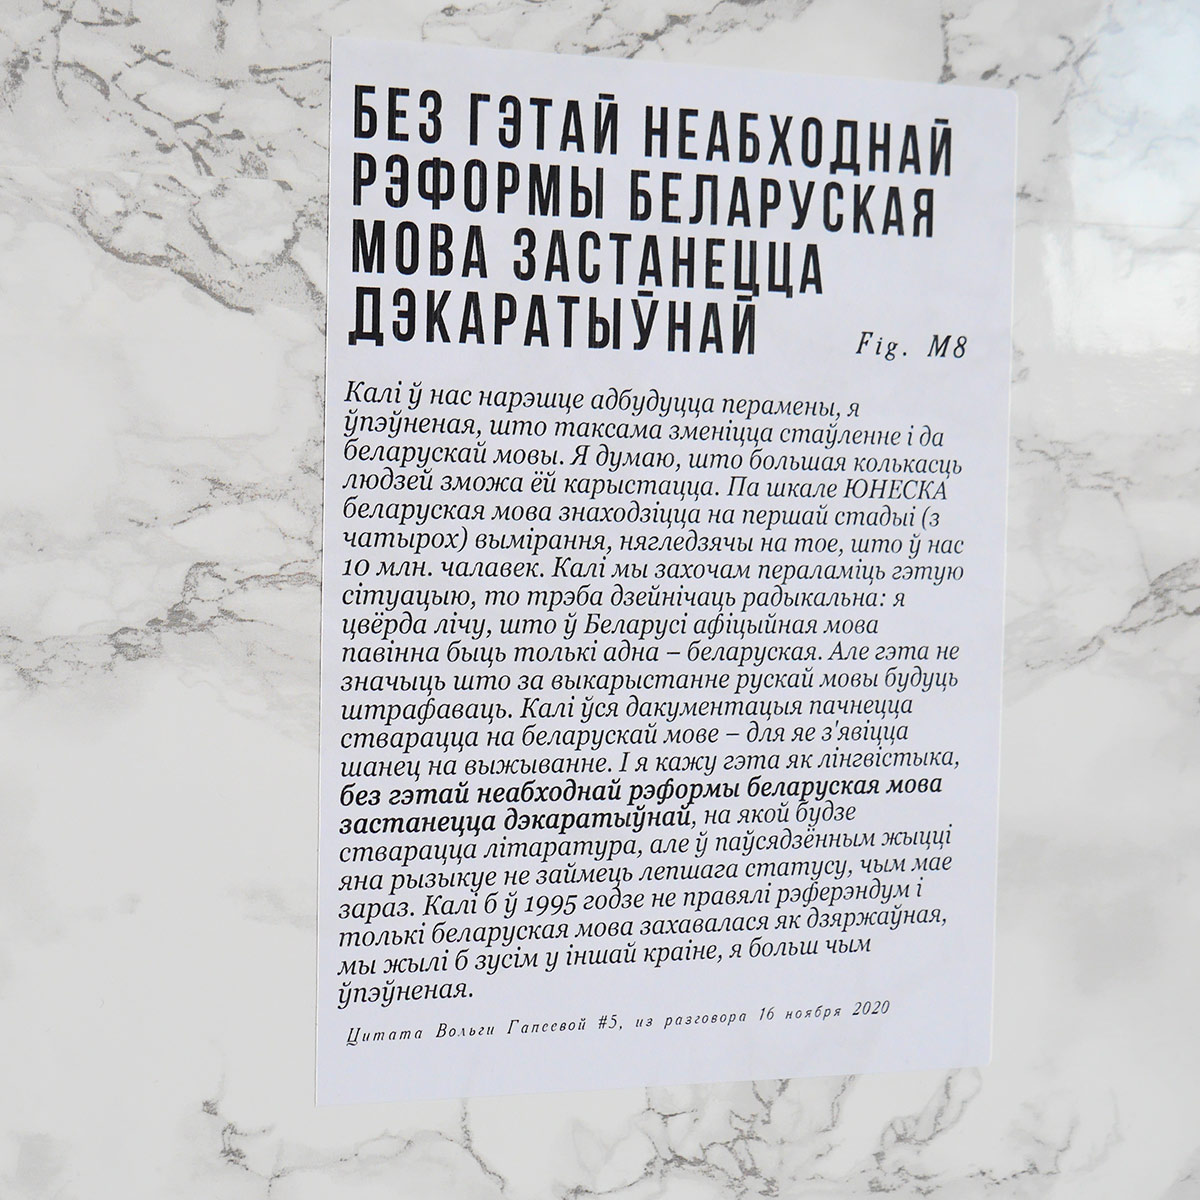 БЕЗ ГЭТАЙ НЕАБХОДНАЙ
РЭФОРМЫ БЕЛАРУСКАЯ
МОВА ЗАСТАНЕЦЦА
ДЭКАРАТЫЎНАЙ
Fig. M8
Калі ў нас нарэшце адбудуцца перамены, я
ўпэўненая, што таксама зменіцца стаўленне і да
беларускай мовы. Я думаю, што большая колькасць
людзей зможа ёй карыстацца. Па шкале ЮНЕСКА
беларуская мова знаходзіцца на першай стадыі (з
чатырох) вымірання, нягледзячы на тое, што ў нас
10 млн. чалавек. Калі мы захочам пераламіць гэтую
сітуацыю, то трэба дзейнічаць радыкальна: я
цвёрда лічу, што ў Беларусі афіцыйная мова
павінна быць толькі адна – беларуская. Але гэта не
значыць што за выкарыстанне рускай мовы будуць
штрафаваць. Калі ўся дакументацыя пачнецца
стварацца на беларускай мове – для яе з'явіцца
шанец на выжыванне. І я кажу гэта як лінгвістыка,
без гэтай неабходнай рэформы беларуская мова
застанецца дэкаратыўнай, на якой будзе
стварацца літаратура, але ў паўсядзённым жыцці
яна рызыкуе не займець лепшага статусу, чым мае
зараз. Калі б ў 1995 годзе не правялі рэферэндум і
толькі беларуская мова захавалася як дзяржаўная,
мы жылі б зусім у іншай краіне, я больш чым
ўпэўненая.
Цитата Вольги Гапеевой #5, из разговора 16 ноября 2020